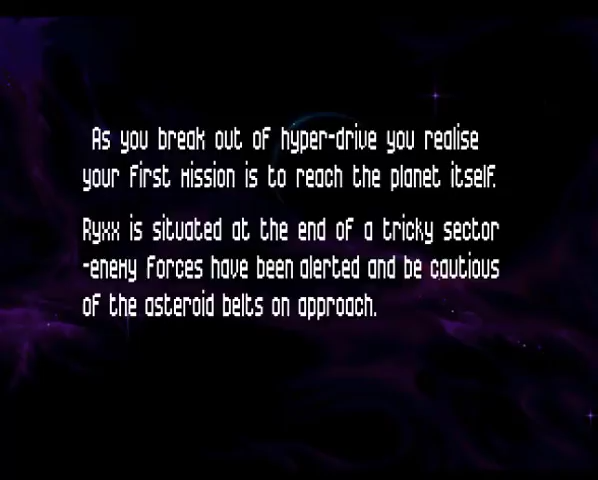 As you break out of hyper-drive you realise
your first mission is to reach the planet itself.
Ryxx is situated at the end of a tricky sector
-enemy forces have been alerted and be cautious
of the asteroid belts on approach.